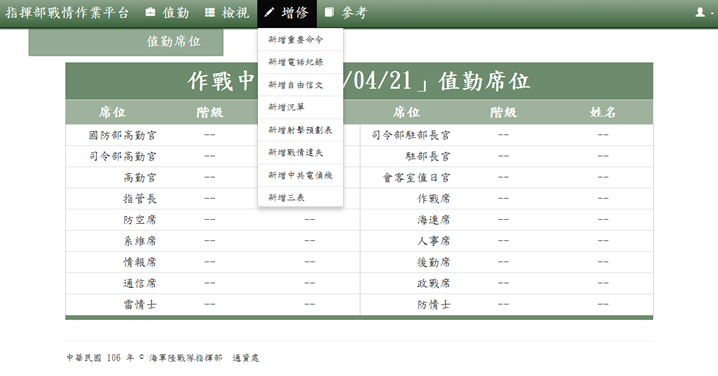 指揮部戰情作業平台 值勤 檢視 增修 參考
值勤席位
新增重要命令
新增電話紀錄
新增自由信文
新增況單
新增射擊預劃表
新增戰情違失
新增中共電偵機
新增三表
作戰中 /04/21」值勤席位
席位 階級 席位 階級 姓名
國防部高勤官 -- 司令部駐部長官 -- --
司令部高勤官 -- 駐部長官 -- --
高勤官 -- 會客室值日官 -- --
指管長 -- 作戰席 -- --
防空席 -- -- 海連席 -- --
系維席 -- -- 人事席 -- --
情報席 -- -- 後勤席 -- --
通信席 -- -- 政戰席 -- --
雷情士 -- -- 防情士 -- --
中華民國 106 年 © 海軍陸戰隊指揮部 通資處